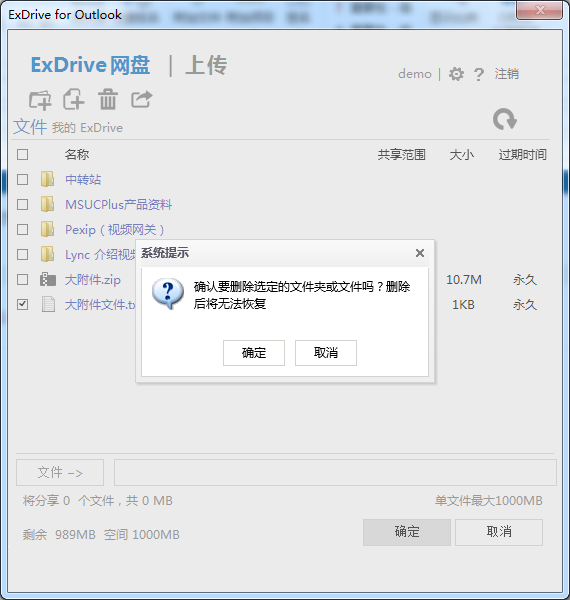 ExDrive for Outlook
ExDrive网盘 | 上传
demo | ? 注销
文件 我的 ExDrive
名称 共享范围 大小 过期时间
中转站
MSUCPlus产品资料
Pexip（视频网关）
Lync 介绍视频
大附件.zip 10.7M 永久
大附件文件.tx 1KB 永久
系统提示
确认要删除选定的文件夹或文件吗？删除
后将无法恢复
确定 取消
文件 -->
将分享 0 个文件，共 0 MB 单文件最大1000MB
剩余 989MB 空间 1000MB
确定 取消